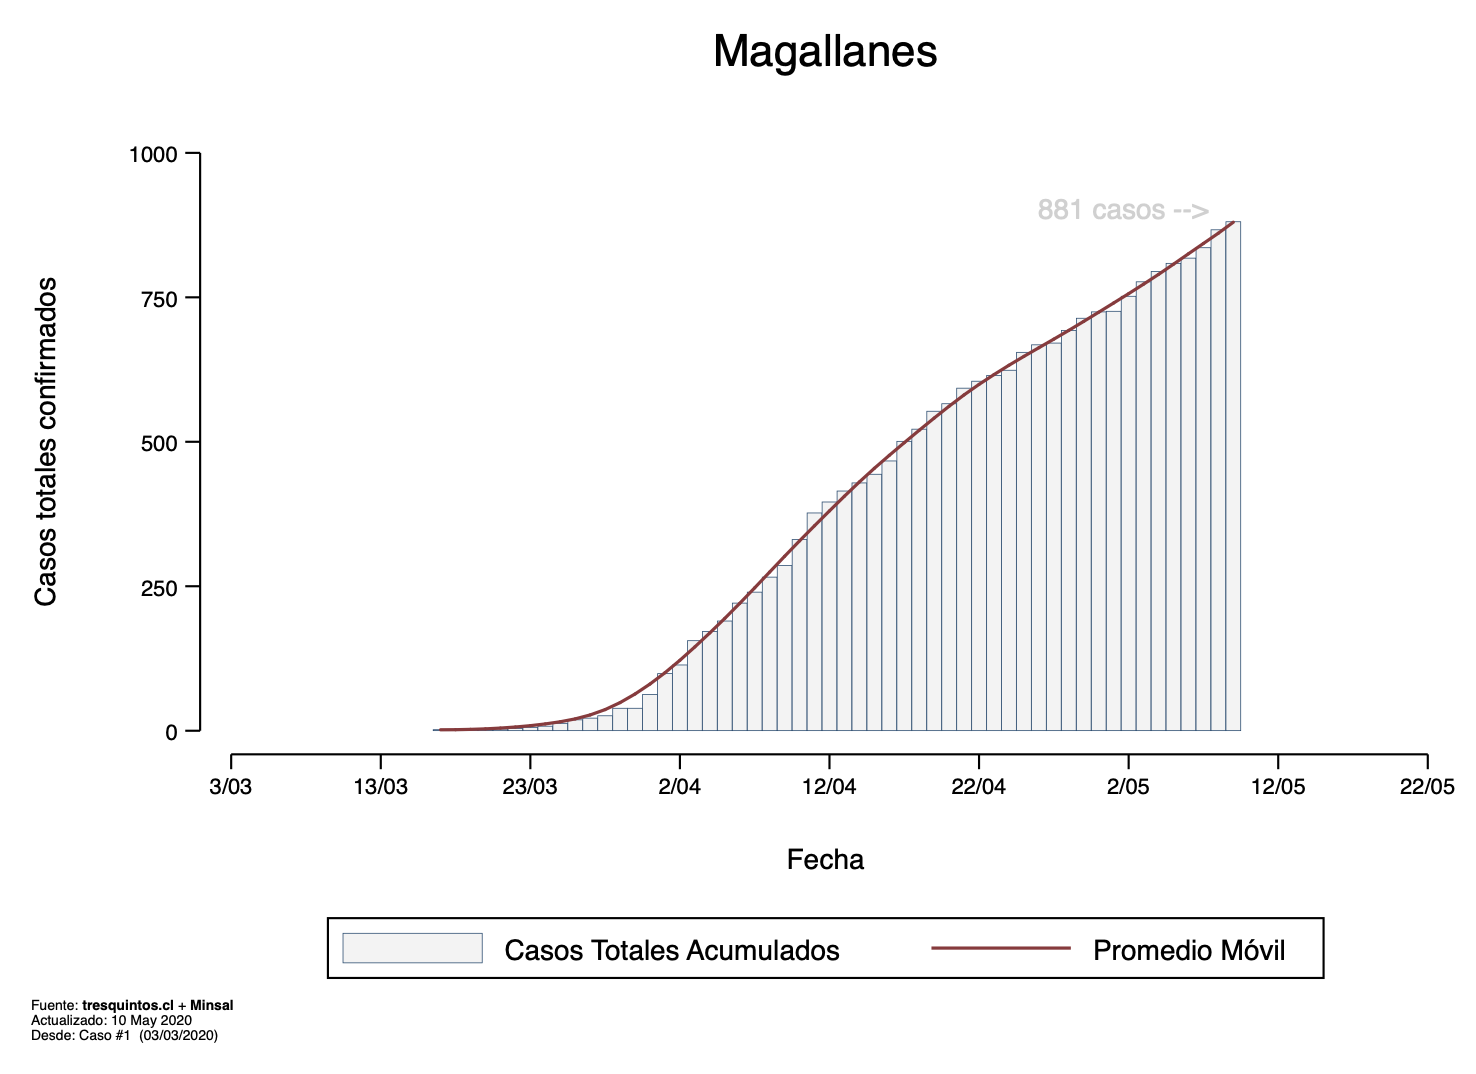 Magallanes
1000
750
500
250
0
Casos totales confirmados
881 casos -->
3/03
13/03
23/03
2/04
12/04
22/04
2/05
12/05
22/05
Fecha
Casos Totales Acumulados
Promedio Móvil
Fuente: tresquintos.cl + Minsal
Actualizado: 10 May 2020
Desde: Caso #1 (03/03/2020)